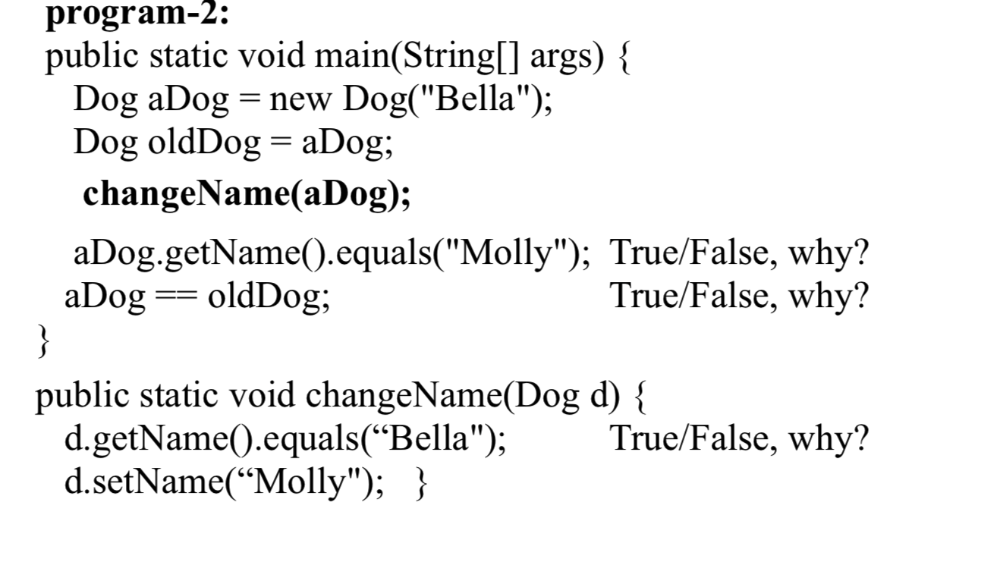 program-2:
public static void main(String[] args) {
Dog aDog = new Dog("Bella");
Dog oldDog = aDog;
changeName(aDog);
aDog.getName().equals("Molly"); True/False, why?
aDog == oldDog; True/False, why?
}
public static void changeName(Dog d) {
d.getName().equals(“Bella"); True/False, why?
d.setName(“Molly"); }